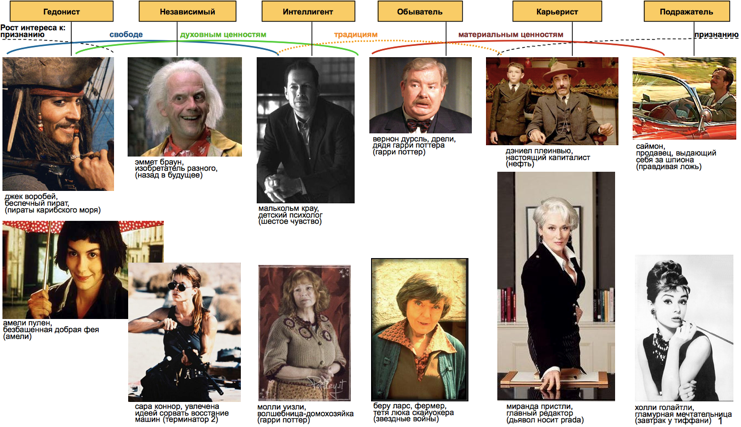 Гедонист
Независимый
Интеллигент
Обыватель
Карьерист
Подражатель
Рост интереса к:
признанию
свободе
духовным ценностям
традициям
материальным ценностям
признанию
джек воробей,
беспечный пират,
(пираты карибского моря)
эммет браун,
изобретатель разного,
(назад в будущее)
малькольм крау,
детский психолог
(шестое чувство)
вернон дурсль, дрели,
дядя гарри поттера
(гарри поттер)
дэниел плеинвью,
настоящий капиталист
(нефть)
саймон,
продавец, выдающий
себя за шпиона
(правдивая ложь)
амели пулен,
безбашенная добрая фея
(амели)
сара коннор, увлечена
идеей сорвать восстание
машин (терминатор 2)
молли уизли,
волшебница-домохозяйка
(гарри поттер)
беру ларс, фермер,
тетя люка скайуокера
(звездные войны)
миранда пристли,
главный редактор
(дьявол носит prada)
холли голайтли,
гламурная мечтательница
(завтрак у тиффани)
1